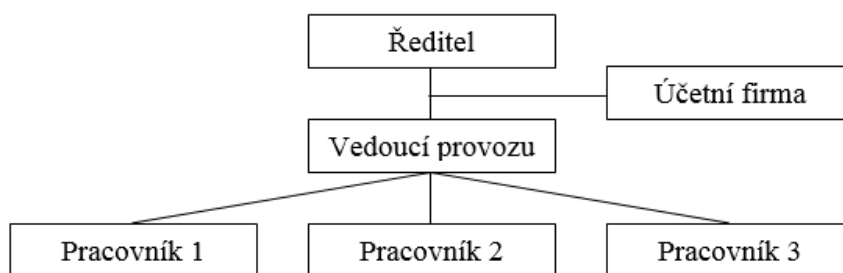 Ředitel
Účetní firma
Vedoucí provozu
Pracovník 1
Pracovník 2
Pracovník 3